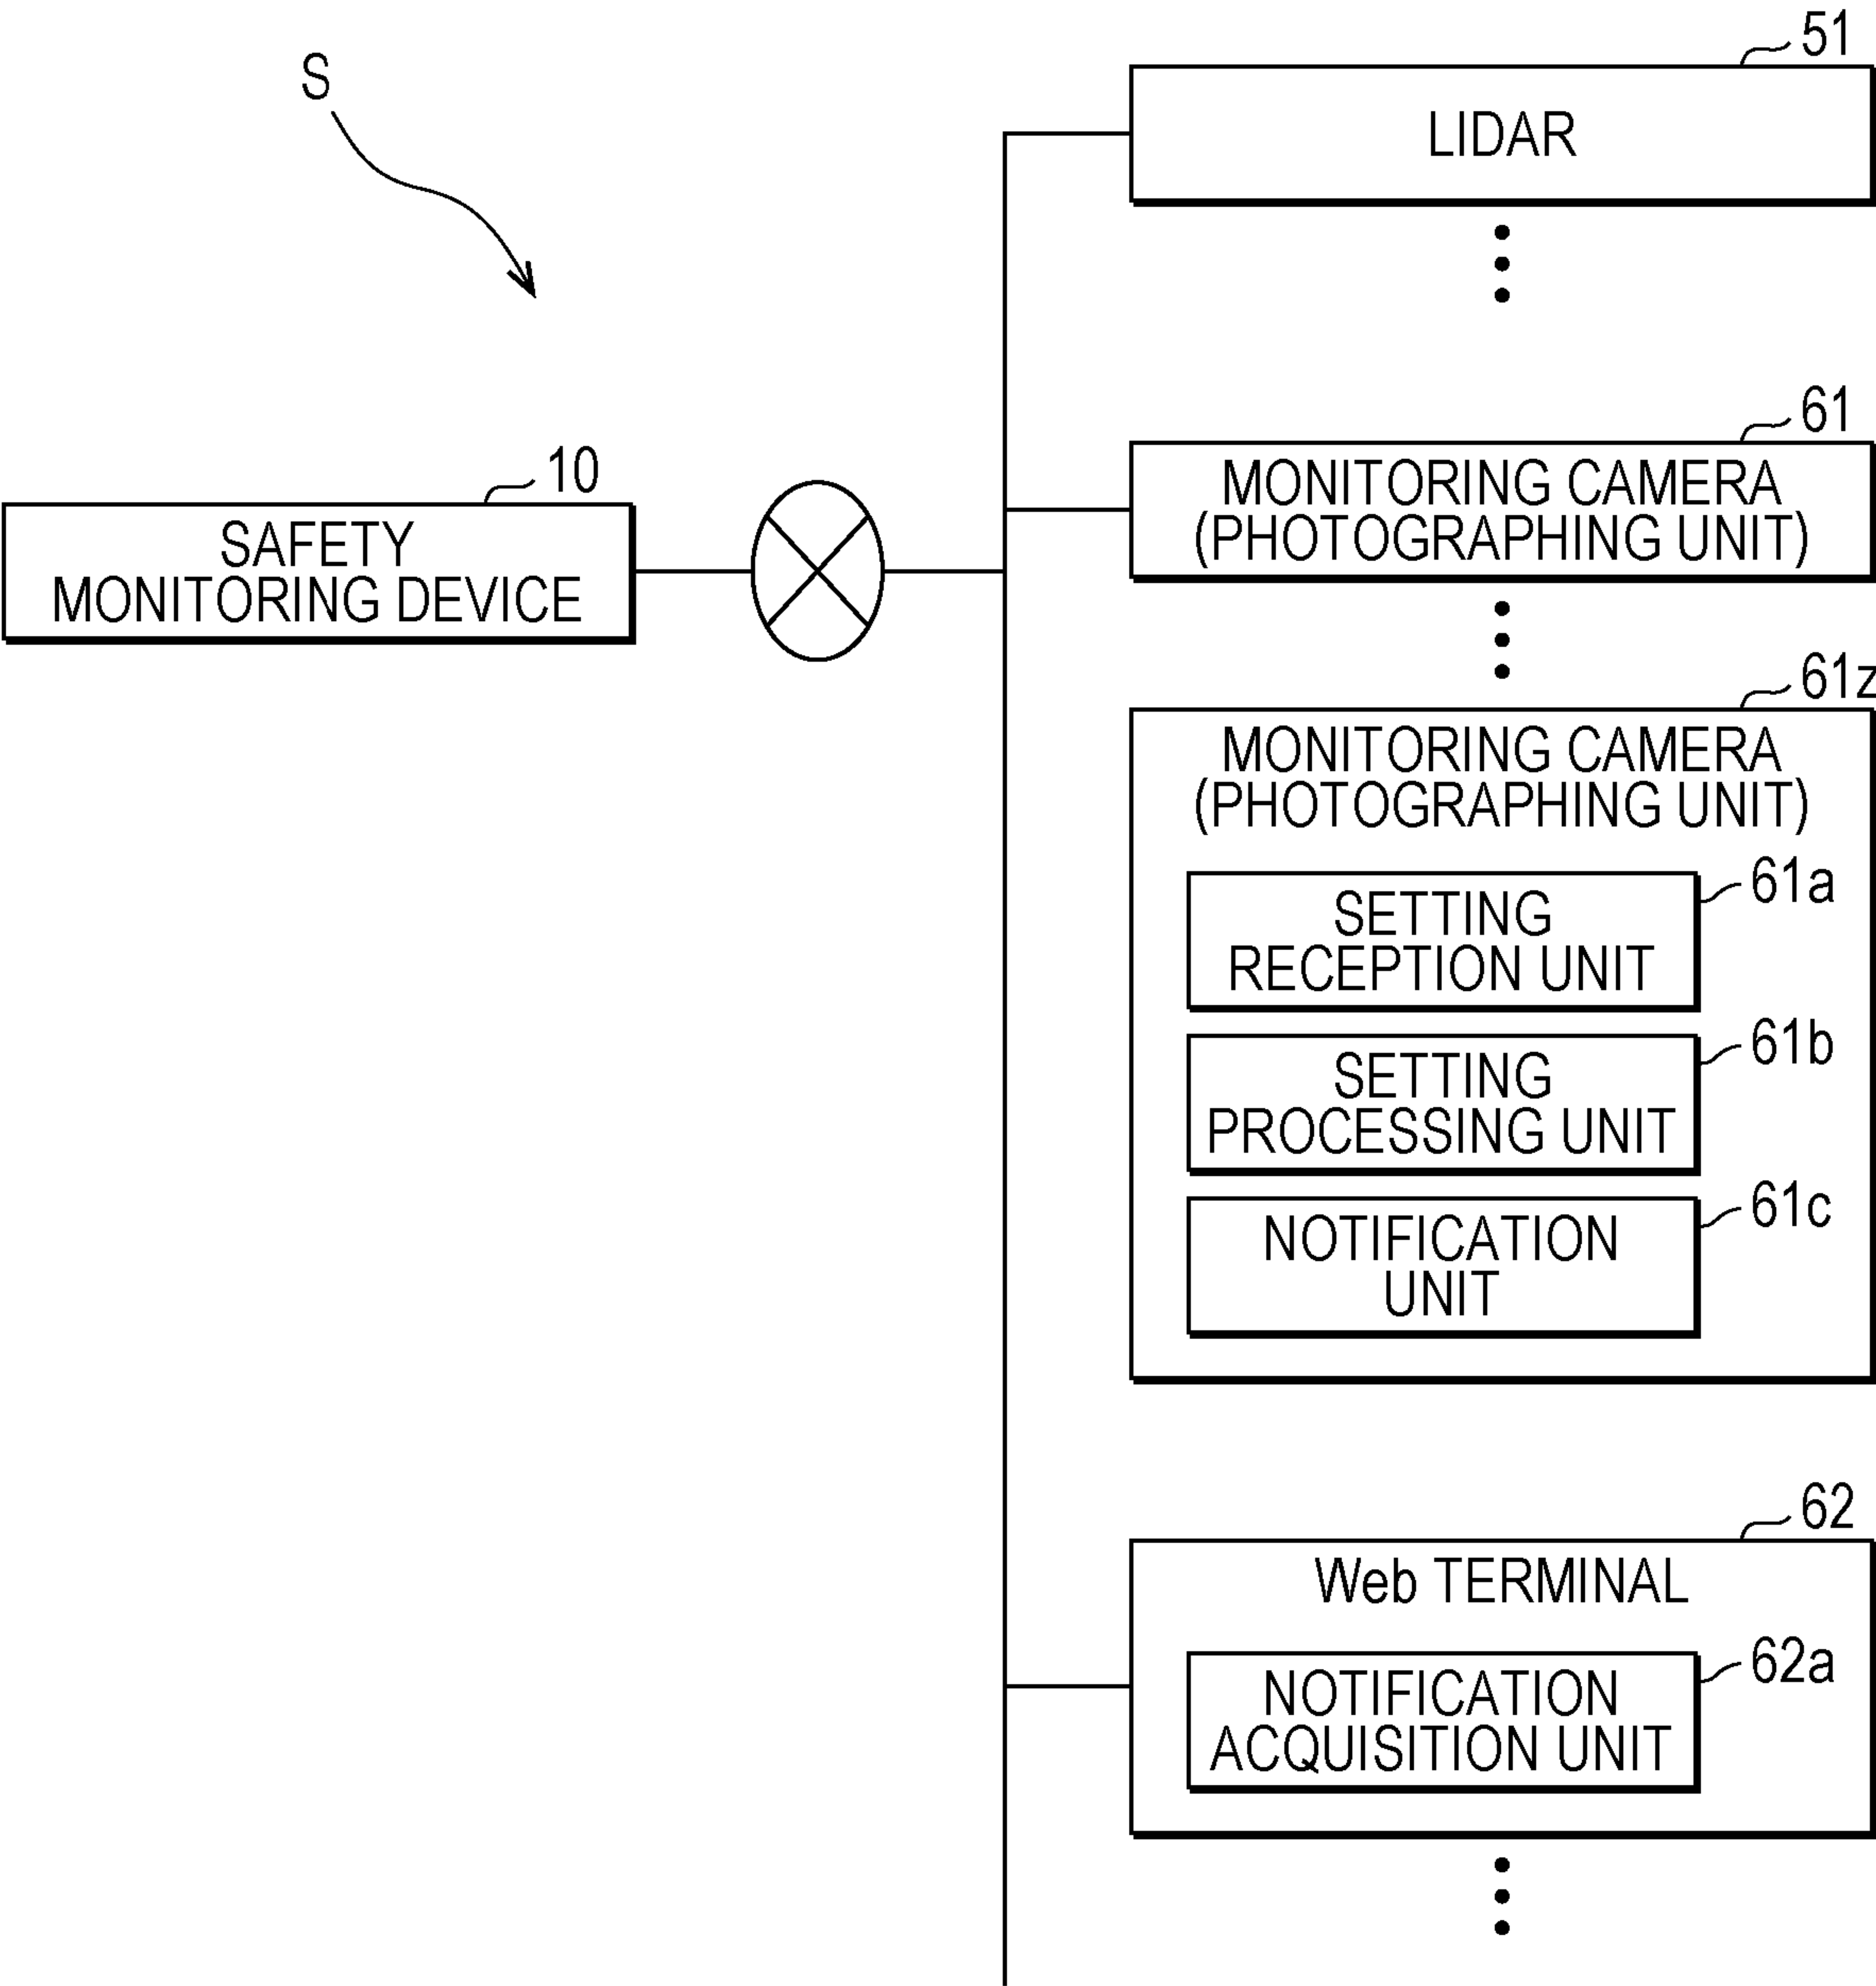 S
51
LIDAR
10
SAFETY
MONITORING DEVICE
61
MONITORING CAMERA
(PHOTOGRAPHING UNIT)
61z
MONITORING CAMERA
(PHOTOGRAPHING UNIT)
61a
SETTING
RECEPTION UNIT
61b
SETTING
PROCESSING UNIT
61c
NOTIFICATION
UNIT
62
Web TERMINAL
62a
NOTIFICATION
ACQUISITION UNIT